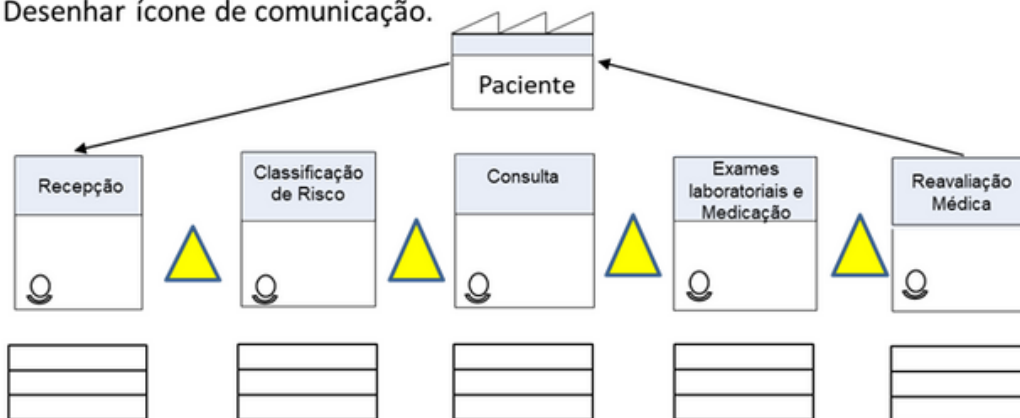 Desenhar ícone de comunicação.
Paciente
Recepção
Classificação
de Risco
Consulta
Exames
laboratoriais e
Medicação
Reavaliação
Médica